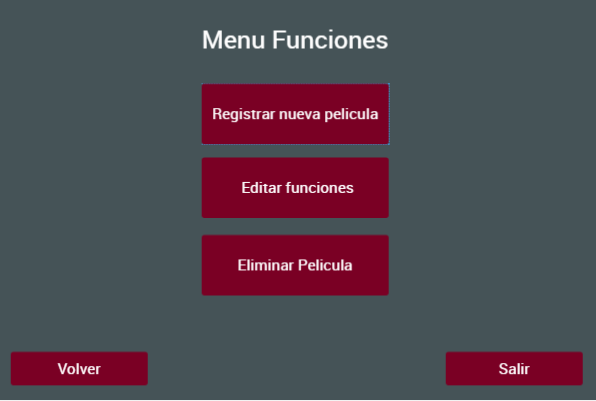 Menu Funciones
Registrar nueva pelicula
Editar funciones
Eliminar Pelicula
Volver
Salir